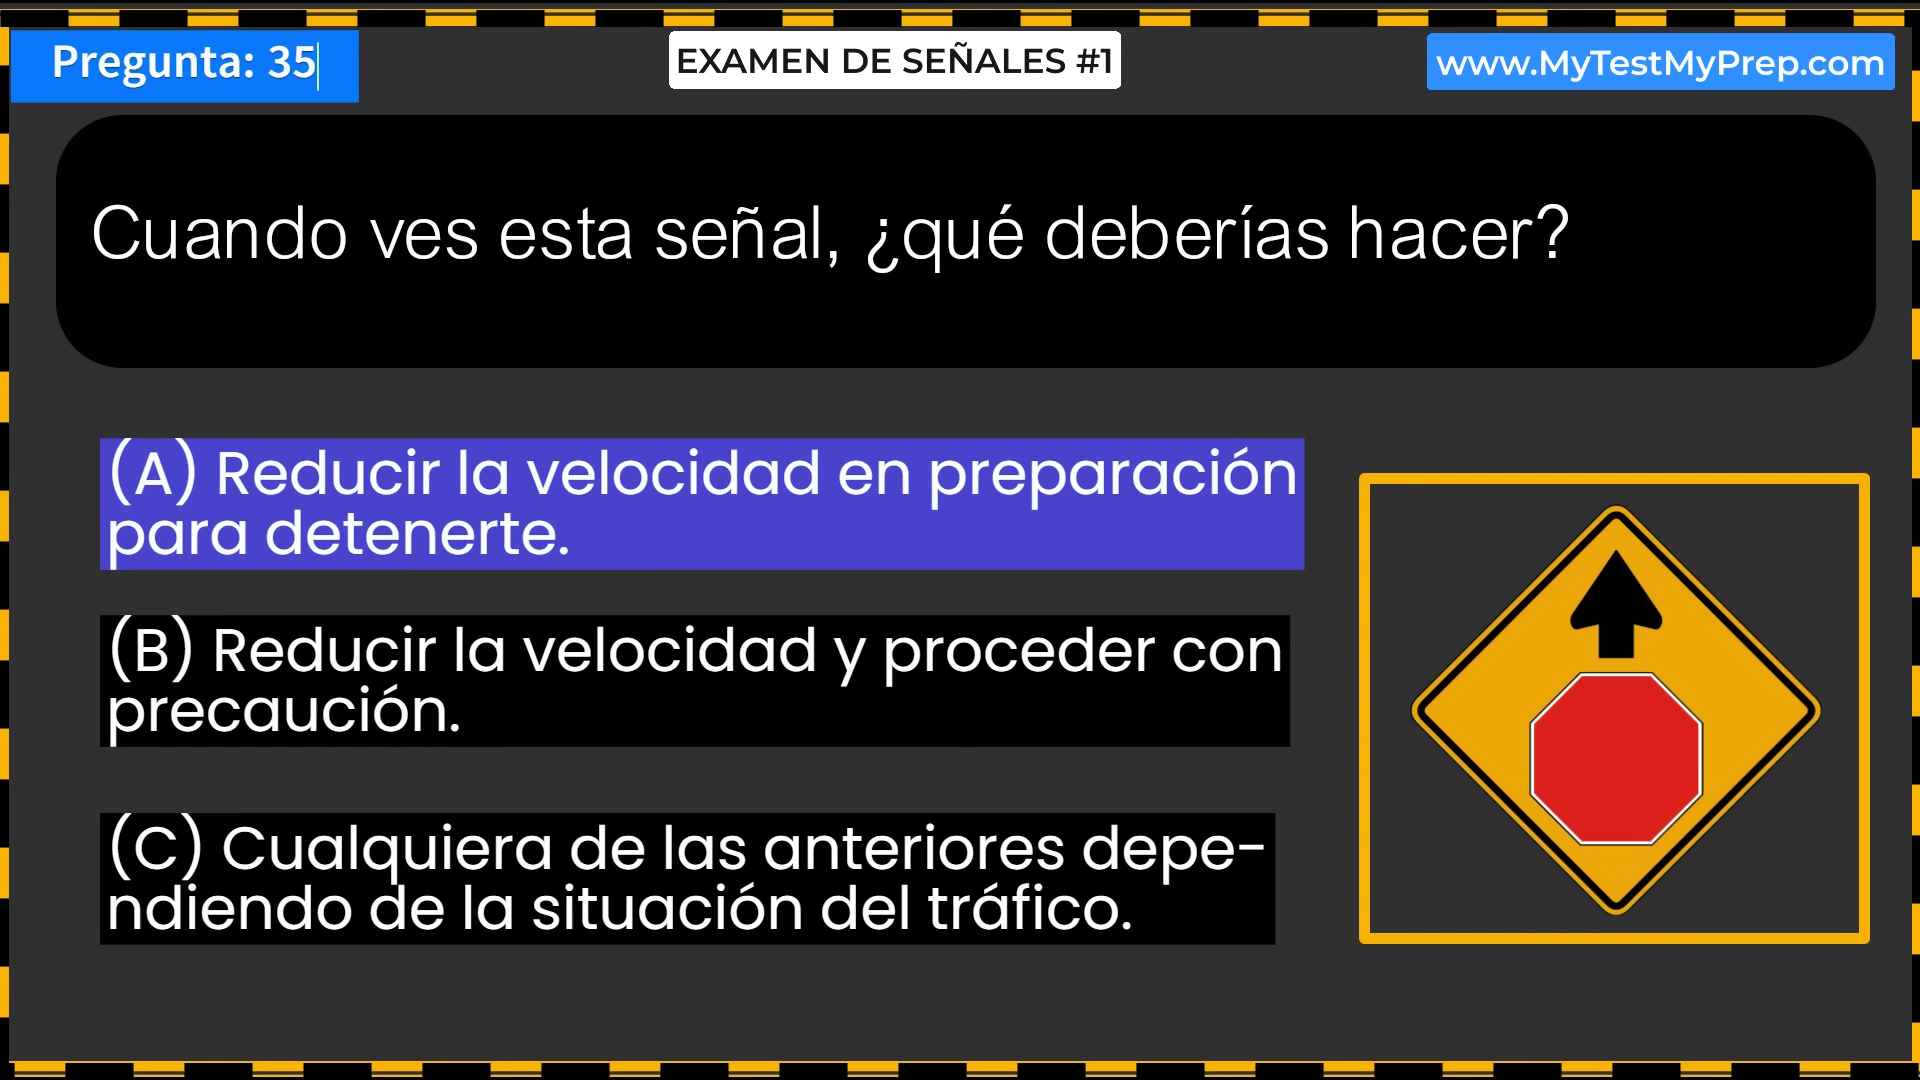 Pregunta: 35
EXAMEN DE SEÑALES #1
www.MyTestMyPrep.com
Cuando ves esta señal, ¿qué deberías hacer?
(A) Reducir la velocidad en preparación
para detenerte.
(B) Reducir la velocidad y proceder con
precaución.
(C) Cualquiera de las anteriores depe-
ndiendo de la situación del tráfico.